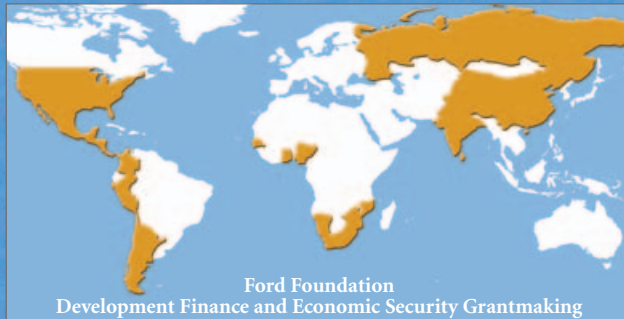 Ford Foundation
Development Finance and Economic Security Grantmaking